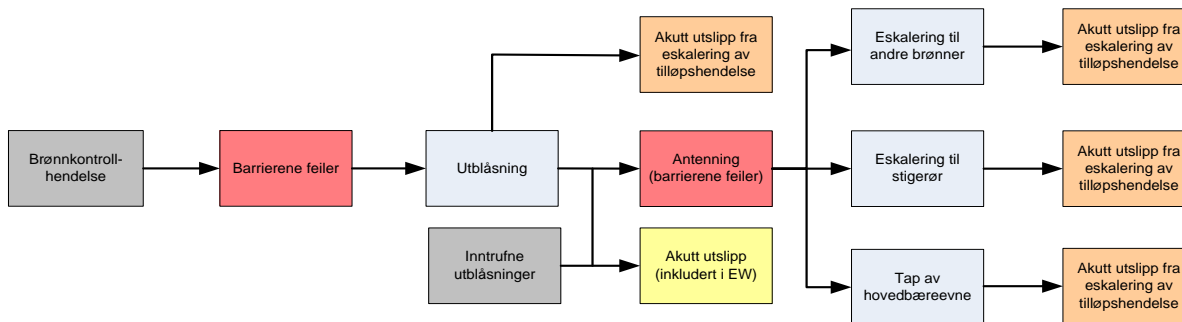 Akutt utslipp fra
eskalering av
tilløpshendelse
Eskalering til
andre brønner
Akutt utslipp fra
eskalering av
tilløpshendelse
Brønnkontroll-
hendelse
Barrierene feiler
Utblåsning
Antenning
(barrierene feiler)
Eskalering til
stigerør
Akutt utslipp fra
eskalering av
tilløpshendelse
Inntrufne
utblåsninger
Akutt utslipp
(inkludert i EW)
Tap av
hovedbæreevne
Akutt utslipp fra
eskalering av
tilløpshendelse